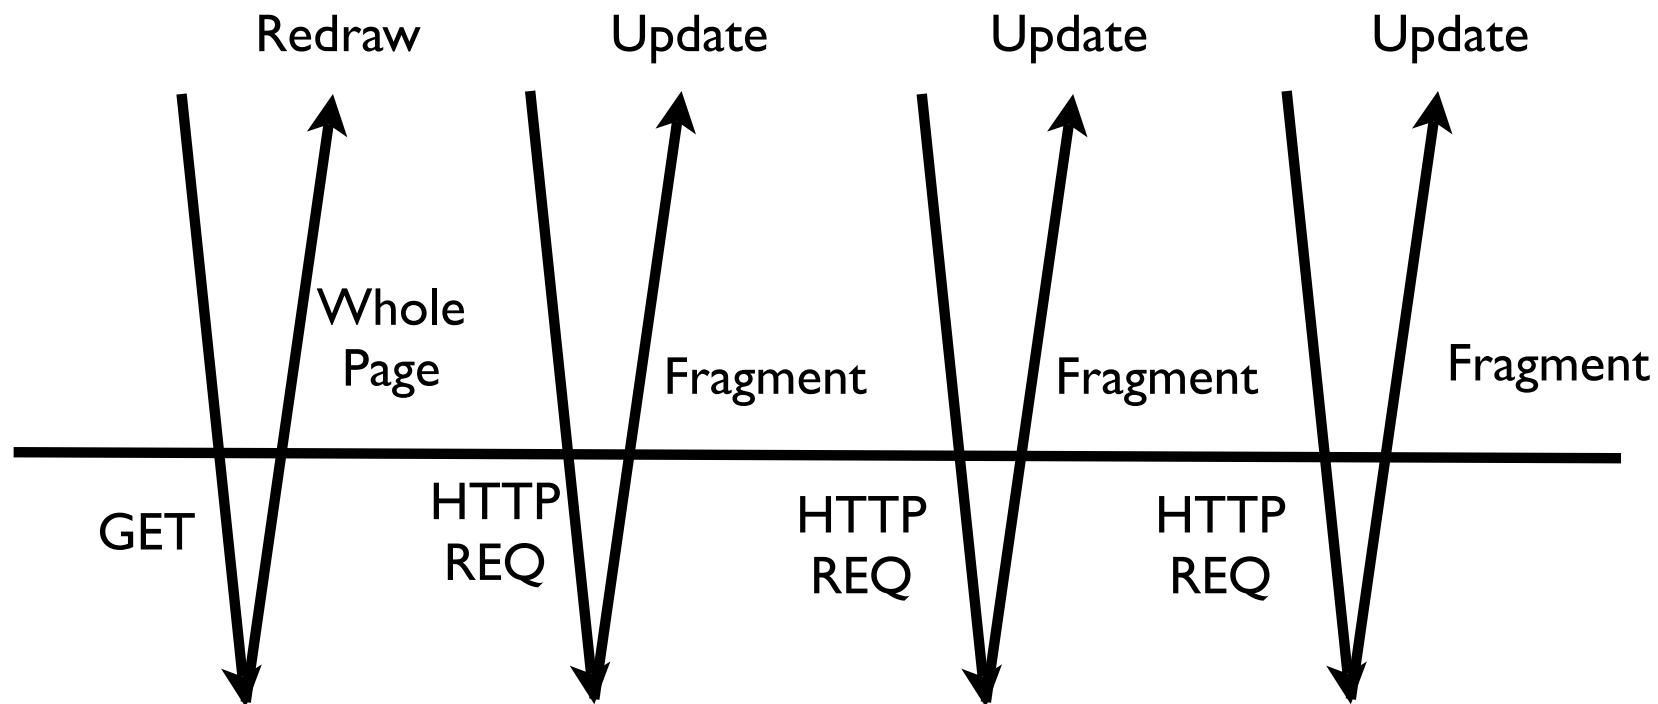 Redraw
Update
Update
Update
Whole
Page
Fragment
Fragment
Fragment
GET
HTTP
REQ
HTTP
REQ
HTTP
REQ